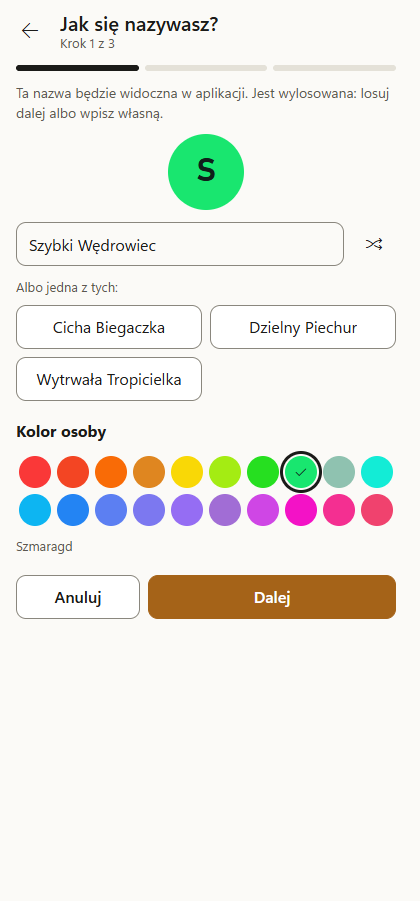 Jak się nazywasz?
Krok 1 z 3
Ta nazwa będzie widoczna w aplikacji. Jest wylosowana: losuj
dalej albo wpisz własną.
S
Szybki Wędrowiec
Albo jedna z tych:
Cicha Biegaczka
Dzielny Piechur
Wytrwała Tropicielka
Kolor osoby
Szmaragd
Anuluj
Dalej